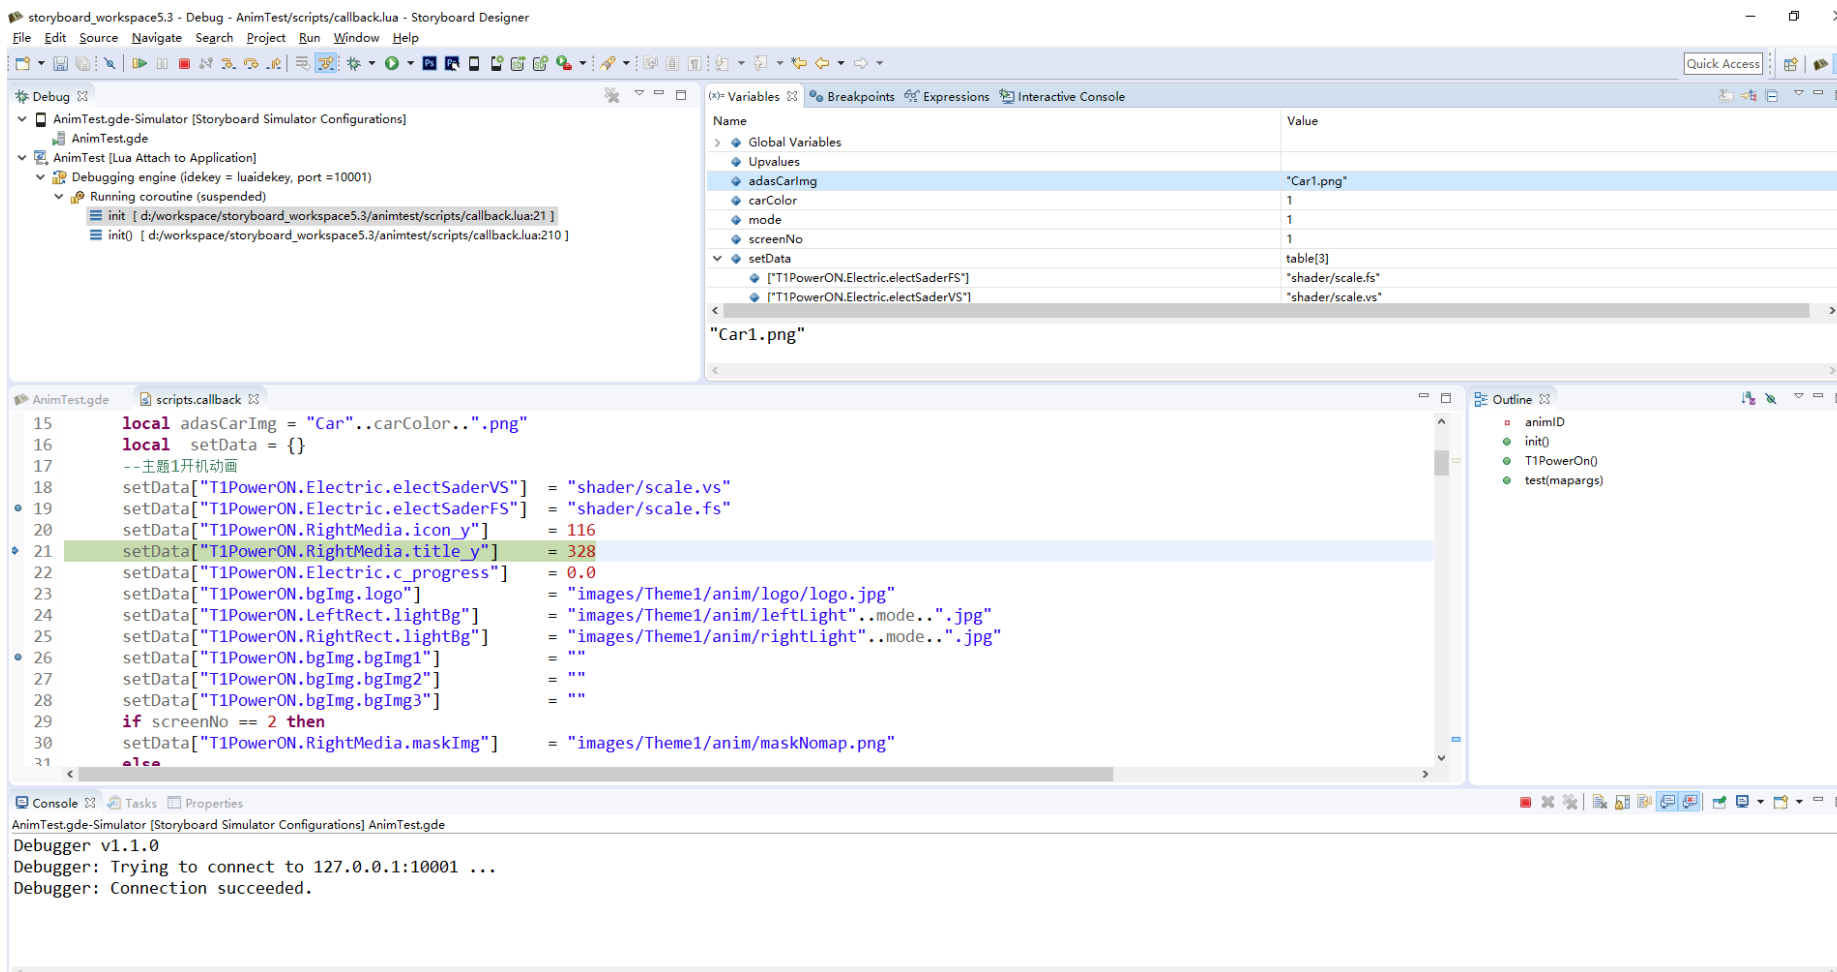 storyboard_workspace5.3 - Debug - AnimTest/scripts/callback.lua - Storyboard Designer
File Edit Source Navigate Search Project Run Window Help
Quick Access
Debug
AnimTest.gde-Simulator [Storyboard Simulator Configurations]
AnimTest.gde
AnimTest [Lua Attach to Application]
Debugging engine (idekey = luaidekey, port =10001)
Running coroutine (suspended)
init [ d:/workspace/storyboard_workspace5.3/animtest/scripts/callback.lua:21 ]
init() [ d:/workspace/storyboard_workspace5.3/animtest/scripts/callback.lua:210 ]
(x)= Variables Breakpoints Expressions Interactive Console
Name Value
Global Variables
Upvalues
adasCarImg "Car1.png"
carColor 1
mode 1
screenNo 1
setData table[3]
["T1PowerON.Electric.electSaderFS"] "shader/scale.fs"
["T1PowerON.Electric.electSaderVS"] "shader/scale.vs"
"Car1.png"
AnimTest.gde scripts.callback
15 local adasCarImg = "Car"..carColor..".png"
16 local setData = {}
17 --主题1开机动画
18 setData["T1PowerON.Electric.electSaderVS"] = "shader/scale.vs"
19 setData["T1PowerON.Electric.electSaderFS"] = "shader/scale.fs"
20 setData["T1PowerON.RightMedia.icon_y"] = 116
21 setData["T1PowerON.RightMedia.title_y"] = 328
22 setData["T1PowerON.Electric.c_progress"] = 0.0
23 setData["T1PowerON.bgImg.logo"] = "images/Theme1/anim/logo/logo.jpg"
24 setData["T1PowerON.LeftRect.lightBg"] = "images/Theme1/anim/leftLight"..mode..".jpg"
25 setData["T1PowerON.RightRect.lightBg"] = "images/Theme1/anim/rightLight"..mode..".jpg"
26 setData["T1PowerON.bgImg.bgImg1"] = ""
27 setData["T1PowerON.bgImg.bgImg2"] = ""
28 setData["T1PowerON.bgImg.bgImg3"] = ""
29 if screenNo == 2 then
30 setData["T1PowerON.RightMedia.maskImg"] = "images/Theme1/anim/maskNomap.png"
31 else
Outline
animID
init()
T1PowerOn()
test(mapargs)
Console Tasks Properties
AnimTest.gde-Simulator [Storyboard Simulator Configurations] AnimTest.gde
Debugger v1.1.0
Debugger: Trying to connect to 127.0.0.1:10001 ...
Debugger: Connection succeeded.